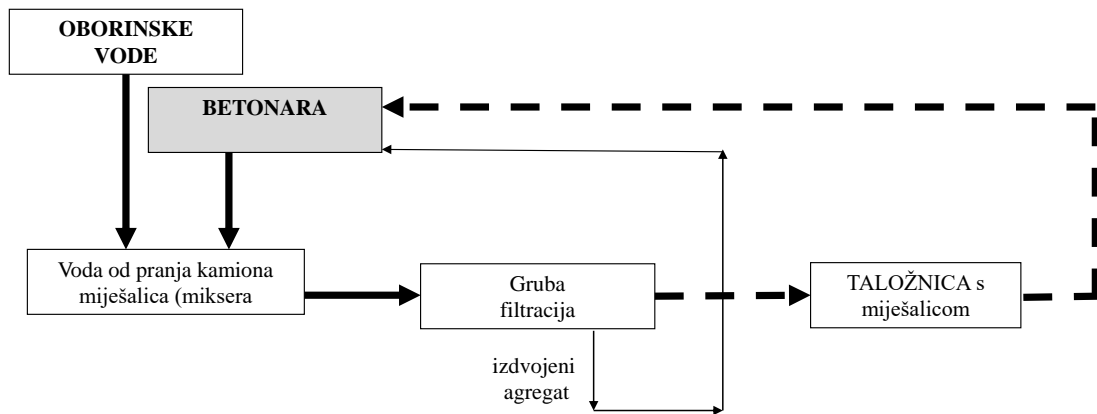 OBORINSKE
VODE
BETONARA
Voda od pranja kamiona
miješalica (miksera
Gruba
filtracija
TALOŽNICA s
miješalicom
izdvojeni
agregat